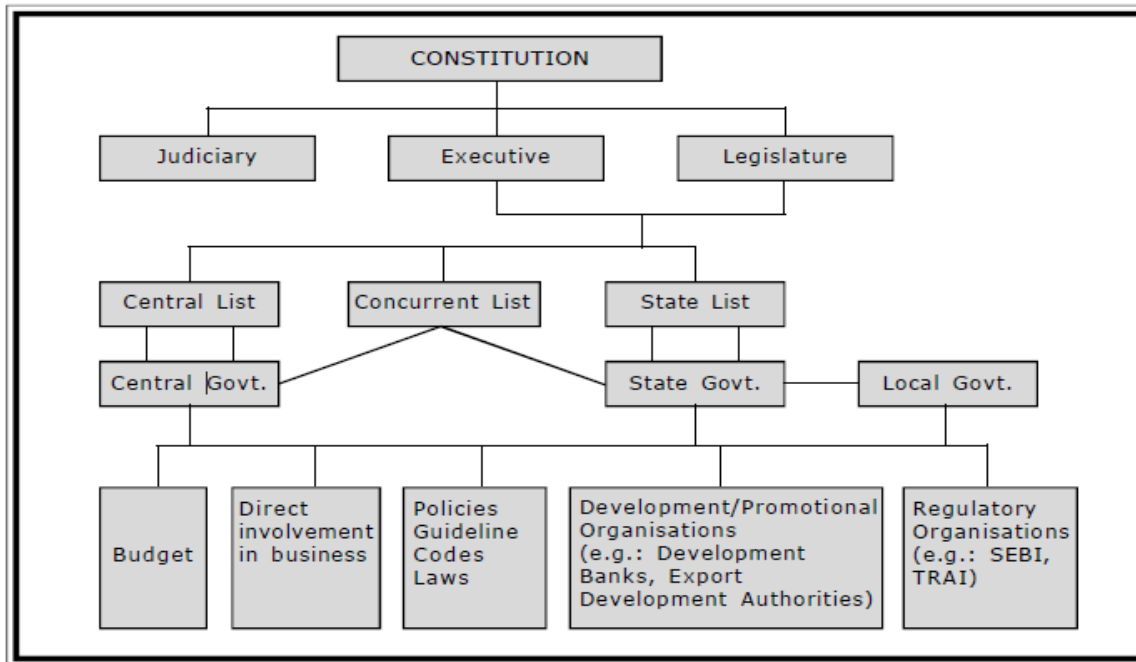 CONSTITUTION
Judiciary
Executive
Legislature
Central List
Concurrent List
State List
Central Govt.
State Govt.
Local Govt.
Budget
Direct
involvement
in business
Policies
Guideline
Codes
Laws
Development/Promotional
Organisations
(e.g.: Development
Banks, Export
Development Authorities)
Regulatory
Organisations
(e.g.: SEBI,
TRAI)